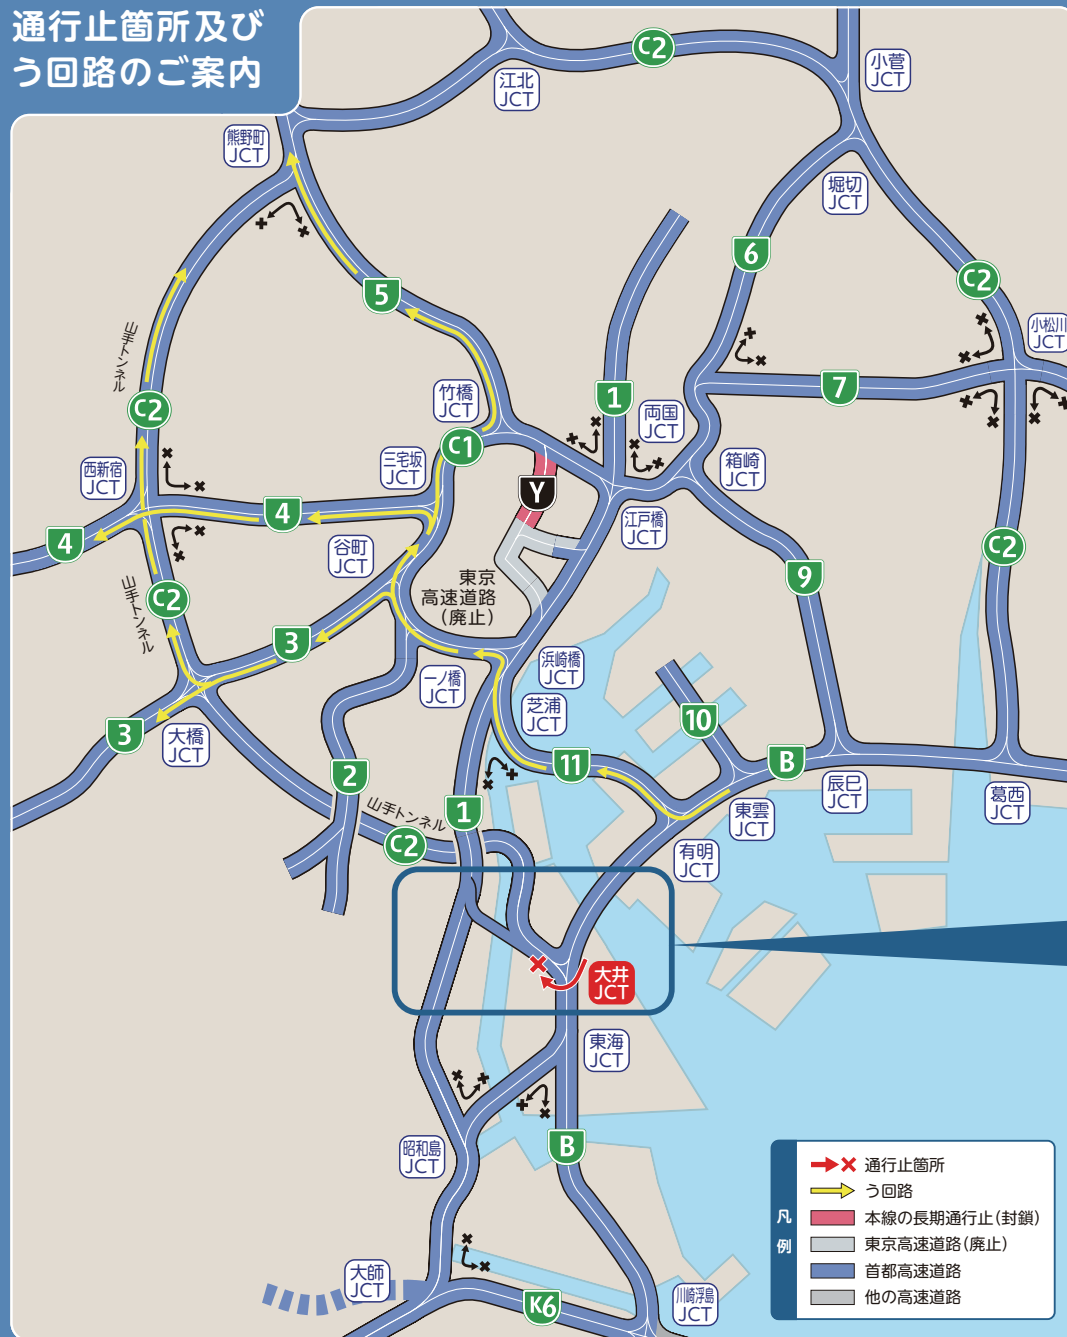 通行止箇所及び
う回路のご案内
C2
江北
JCT
小菅
JCT
熊野町
JCT
堀切
JCT
6
C2
5
山手トンネル
小松川
JCT
C2
竹橋
JCT
1
両国
JCT
7
C1
西新宿
JCT
三宅坂
JCT
箱崎
JCT
Y
4
4
谷町
JCT
江戸橋
JCT
C2
9
東京
高速道路
(廃止)
山手トンネル
C2
3
浜崎橋
JCT
一ノ橋
JCT
芝浦
JCT
10
3
大橋
JCT
11
B
2
辰巳
JCT
葛西
JCT
山手トンネル
1
東雲
JCT
C2
有明
JCT
大井
JCT
東海
JCT
昭和島
JCT
B
大師
JCT
K6
川崎浮島
JCT
凡例
通行止箇所
う回路
本線の長期通行止(封鎖)
東京高速道路(廃止)
首都高速道路
他の高速道路